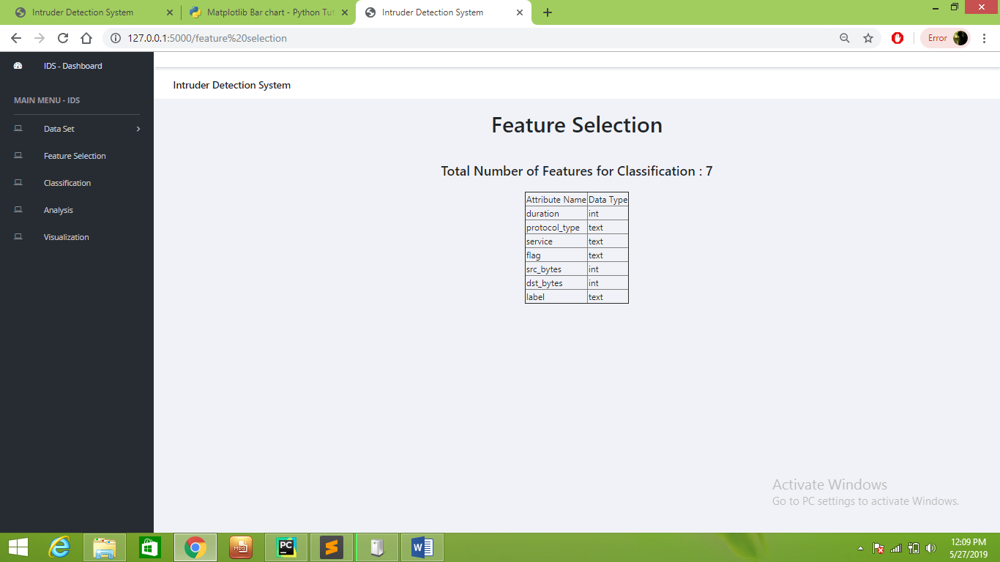 Intruder Detection System
Matplotlib Bar chart - Python Tut
Intruder Detection System
127.0.0.1:5000/feature%20selection
Error
IDS - Dashboard
MAIN MENU - IDS
Data Set
Feature Selection
Classification
Analysis
Visualization
Intruder Detection System
Feature Selection
Total Number of Features for Classification : 7
Attribute Name Data Type
duration int
protocol_type text
service text
flag text
src_bytes int
dst_bytes int
label text
Activate Windows
Go to PC settings to activate Windows.
MP3
PC
W
12:09 PM
5/27/2019